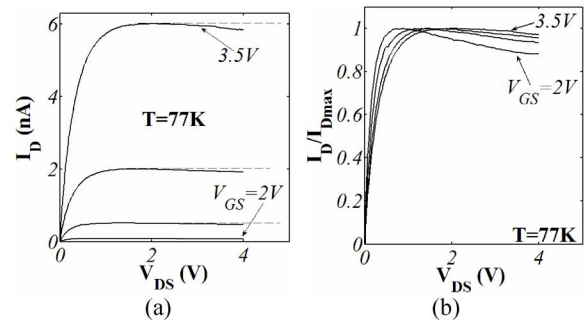 6
3.5V
4
T=77K
I_D (nA)
2
V_GS=2V
0
0
2
4
V_DS (V)
(a)
1
3.5V
0.8
V_GS=2V
0.6
I_D/I_Dmax
0.4
0.2
0
T=77K
0
2
4
V_DS (V)
(b)